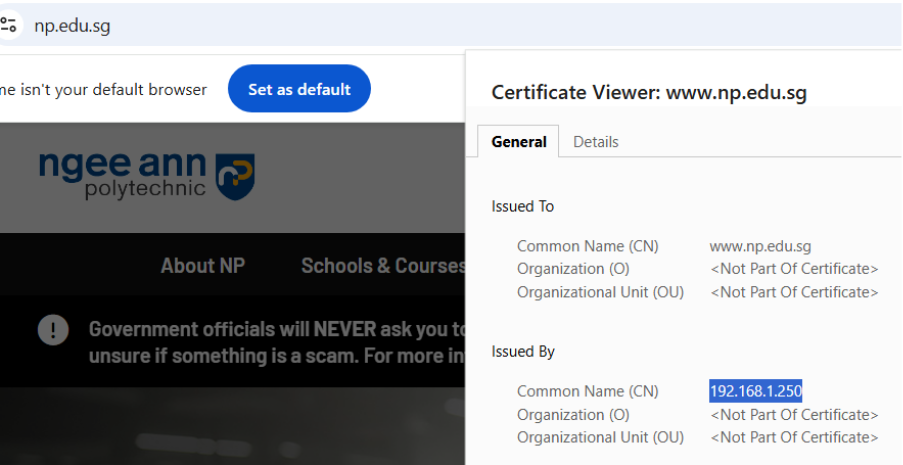 np.edu.sg
me isn't your default browser
Set as default
ngee ann
polytechnic
About NP
Schools & Courses
Government officials will NEVER ask you to
unsure if something is a scam. For more in
Certificate Viewer: www.np.edu.sg
General
Details
Issued To
Common Name (CN) www.np.edu.sg
Organization (O) <Not Part Of Certificate>
Organizational Unit (OU) <Not Part Of Certificate>
Issued By
Common Name (CN) 192.168.1.250
Organization (O) <Not Part Of Certificate>
Organizational Unit (OU) <Not Part Of Certificate>